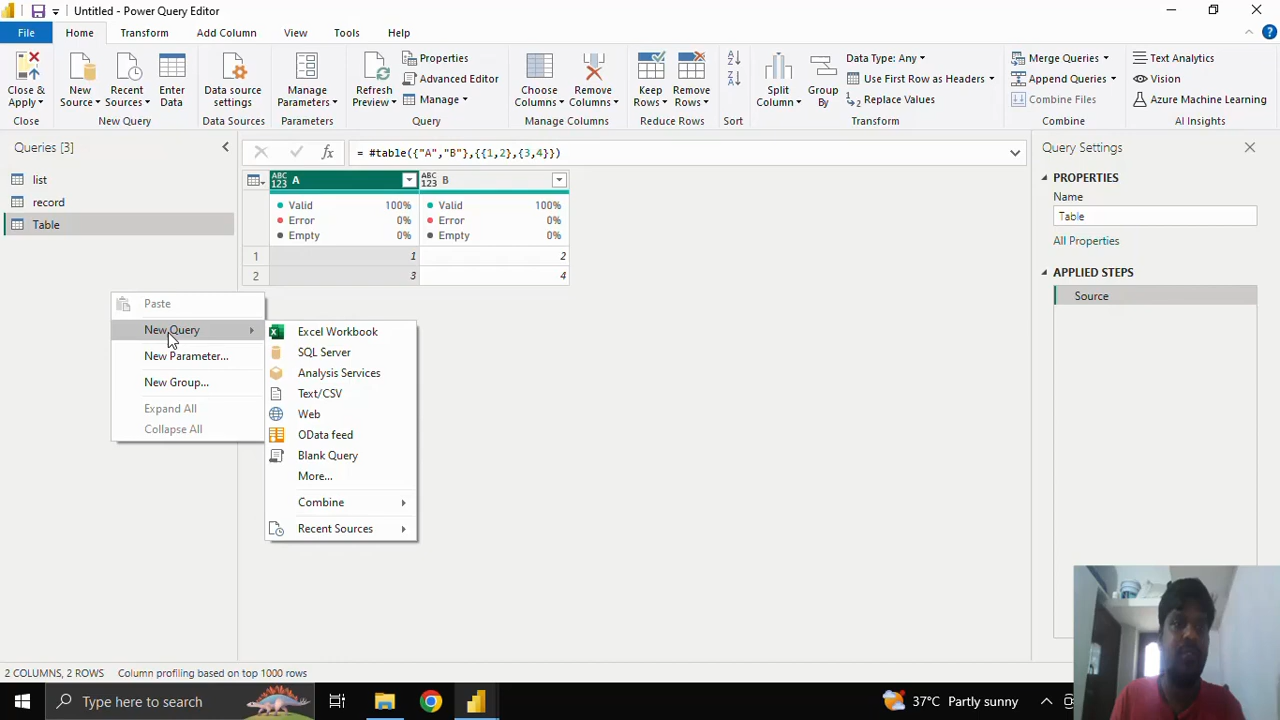 Untitled - Power Query Editor
File
Home
Transform
Add Column
View
Tools
Help
Close &
Apply
Close
New
Source
Recent
Sources
Enter
Data
New Query
Data source
settings
Data Sources
Manage
Parameters
Parameters
Refresh
Preview
Properties
Advanced Editor
Manage
Query
Choose
Columns
Remove
Columns
Manage Columns
Keep
Rows
Remove
Rows
Reduce Rows
Sort
Split
Column
Group
By
Data Type: Any
Use First Row as Headers
Replace Values
Transform
Merge Queries
Append Queries
Combine Files
Combine
Text Analytics
Vision
Azure Machine Learning
AI Insights
Queries [3]
list
record
Table
= #table({"A","B"},{{1,2},{3,4}})
ABC
123
A
ABC
123
B
Valid 100%
Error 0%
Empty 0%
Valid 100%
Error 0%
Empty 0%
1 1 2
2 3 4
Paste
New Query
New Parameter...
New Group...
Expand All
Collapse All
Excel Workbook
SQL Server
Analysis Services
Text/CSV
Web
OData feed
Blank Query
More...
Combine
Recent Sources
Query Settings
PROPERTIES
Name
Table
All Properties
APPLIED STEPS
Source
2 COLUMNS, 2 ROWS
Column profiling based on top 1000 rows
Type here to search
37°C Partly sunny